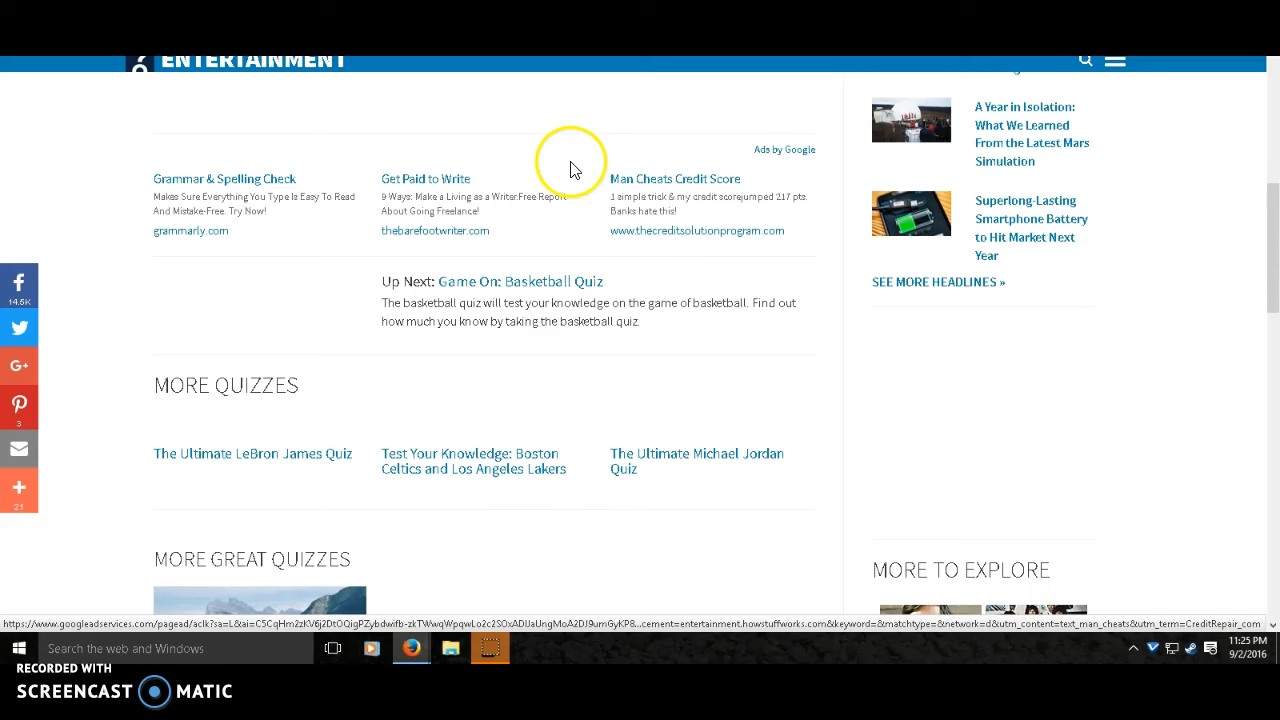 ENTERTAINMENT
Ads by Google
Grammar & Spelling Check
Makes Sure Everything You Type Is Easy To Read
And Mistake-Free. Try Now!
grammarly.com
Get Paid to Write
9 Ways: Make a Living as a Writer.Free Report
About Going Freelance!
thebarefootwriter.com
Man Cheats Credit Score
1 simple trick & my credit scorejumped 217 pts.
Banks hate this!
www.thecreditsolutionprogram.com
Up Next: Game On: Basketball Quiz
The basketball quiz will test your knowledge on the game of basketball. Find out
how much you know by taking the basketball quiz.
MORE QUIZZES
The Ultimate LeBron James Quiz
Test Your Knowledge: Boston
Celtics and Los Angeles Lakers
The Ultimate Michael Jordan
Quiz
MORE GREAT QUIZZES
A Year in Isolation:
What We Learned
From the Latest Mars
Simulation
Superlong-Lasting
Smartphone Battery
to Hit Market Next
Year
SEE MORE HEADLINES »
MORE TO EXPLORE
14.5K
G+
3
21
Search the web and Windows
11:25 PM
9/2/2016
RECORDED WITH
SCREENCAST MATIC